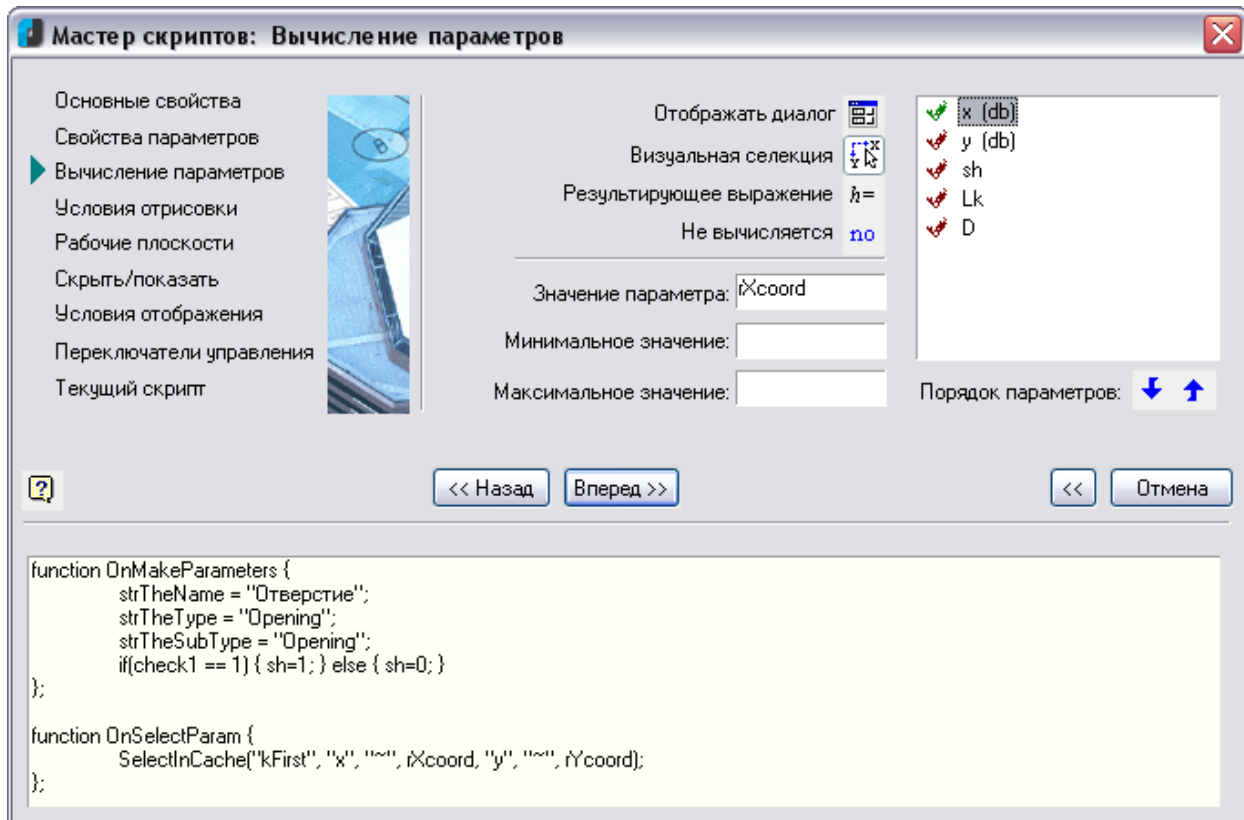 Мастер скриптов: Вычисление параметров
Основные свойства
Свойства параметров
Вычисление параметров
Условия отрисовки
Рабочие плоскости
Скрыть/показать
Условия отображения
Переключатели управления
Текущий скрипт
Отображать диалог
Визуальная селекция
Результирующее выражение h=
Не вычисляется no
Значение параметра: rXcoord
Минимальное значение:
Максимальное значение:
x (db)
y (db)
sh
Lk
D
Порядок параметров:
<< Назад
Вперед >>
<<
Отмена
function OnMakeParameters {
strTheName = "Отверстие";
strTheType = "Opening";
strTheSubType = "Opening";
if(check1 == 1) { sh=1; } else { sh=0; }
};
function OnSelectParam {
SelectInCache("kFirst", "x", "~", rXcoord, "y", "~", rYcoord);
};